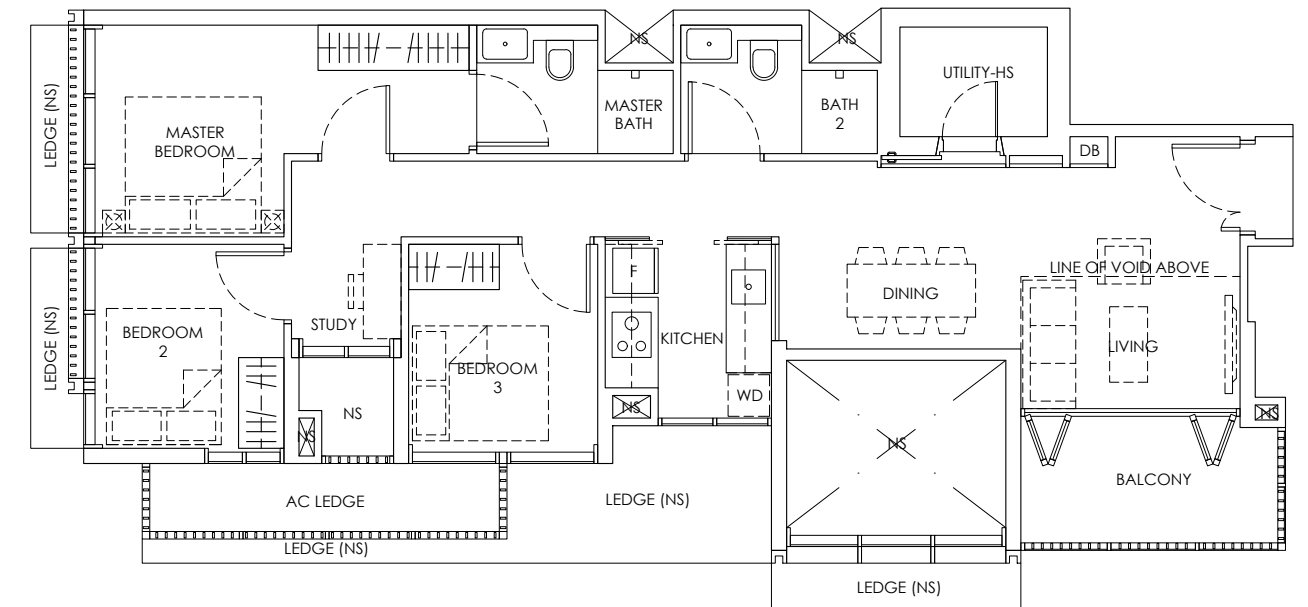 NS
NS
UTILITY-HS
LEDGE (NS)
MASTER
BEDROOM
MASTER
BATH
BATH
2
DB
LINE OF VOID ABOVE
F
DINING
LEDGE (NS)
BEDROOM
2
STUDY
KITCHEN
LIVING
BEDROOM
3
WD
NS
NS
NS
NS
NS
BALCONY
AC LEDGE
LEDGE (NS)
LEDGE (NS)
LEDGE (NS)